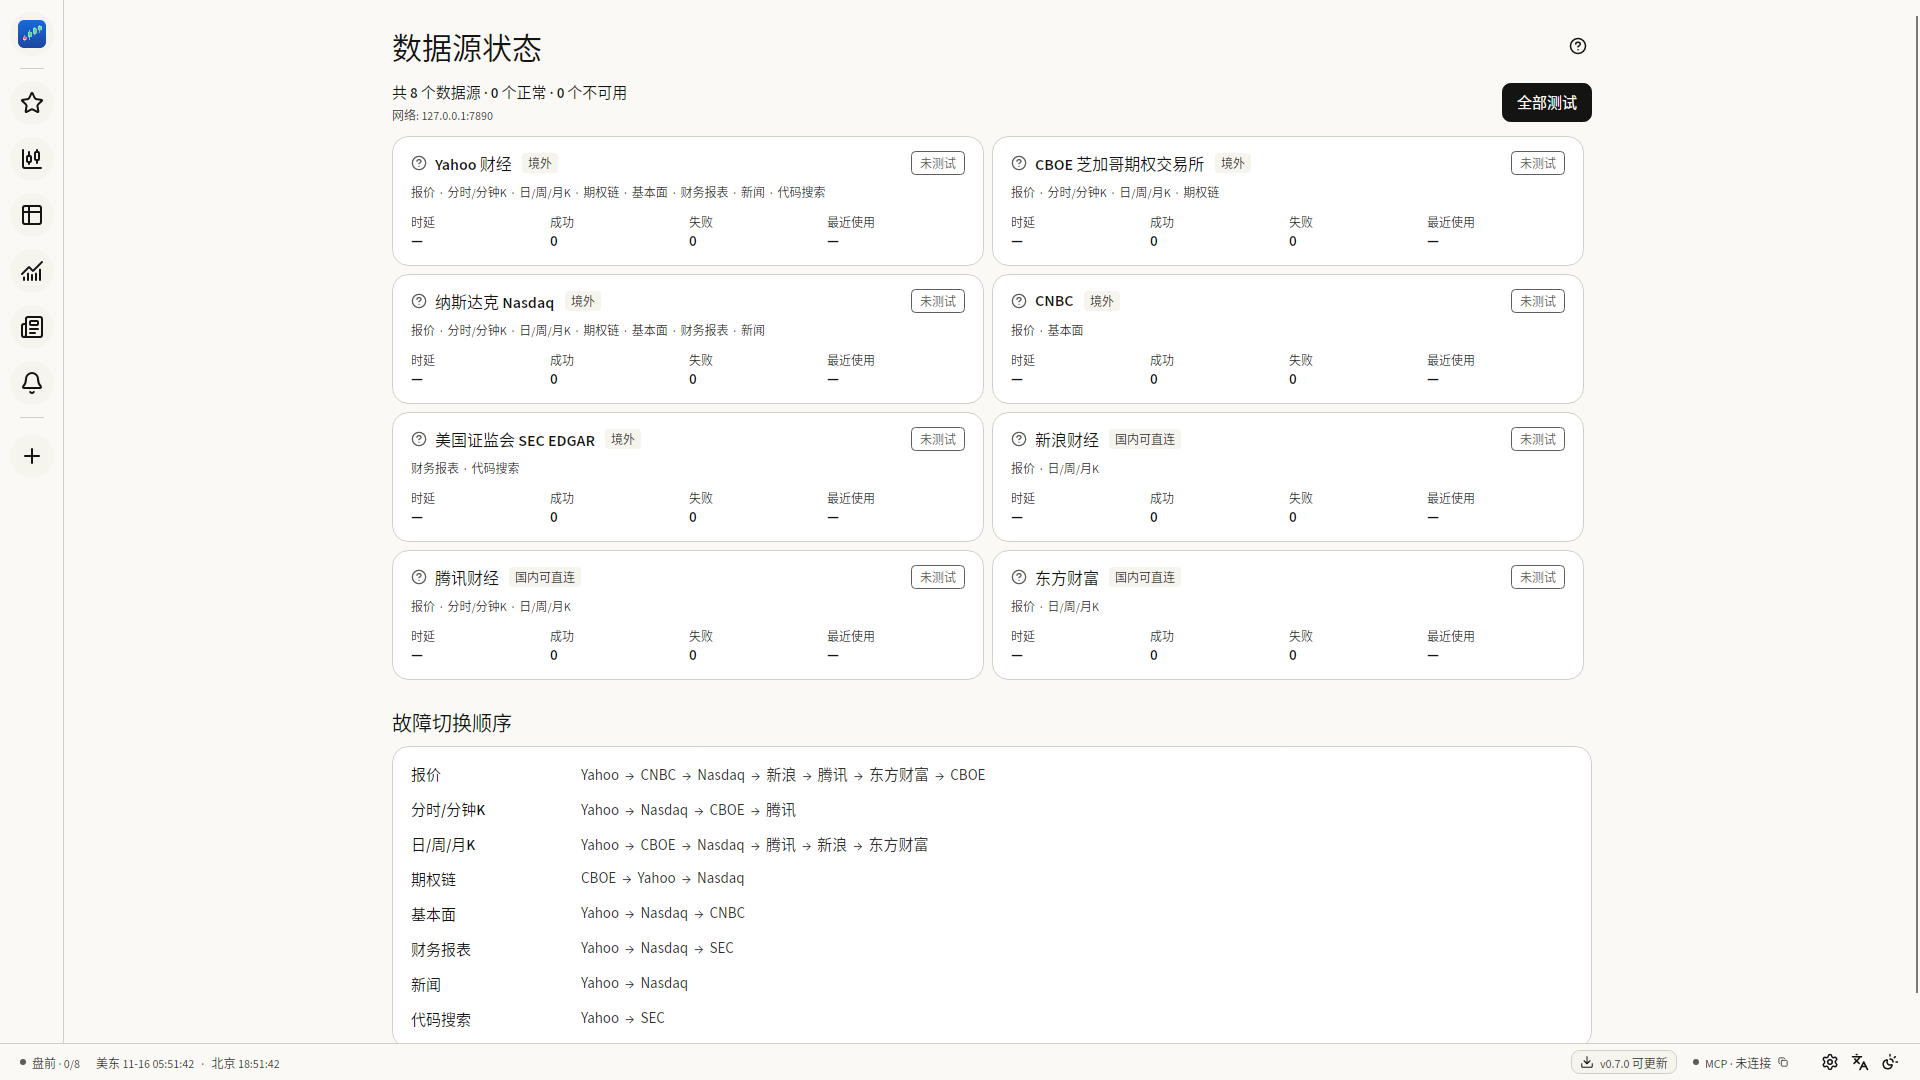 数据源状态
共 8 个数据源 · 0 个正常 · 0 个不可用
网络: 127.0.0.1:7890
全部测试
Yahoo 财经 境外 未测试
报价 · 分时/分钟K · 日/周/月K · 期权链 · 基本面 · 财务报表 · 新闻 · 代码搜索
时延 成功 失败 最近使用
— 0 0 —
CBOE 芝加哥期权交易所 境外 未测试
报价 · 分时/分钟K · 日/周/月K · 期权链
时延 成功 失败 最近使用
— 0 0 —
纳斯达克 Nasdaq 境外 未测试
报价 · 分时/分钟K · 日/周/月K · 期权链 · 基本面 · 财务报表 · 新闻
时延 成功 失败 最近使用
— 0 0 —
CNBC 境外 未测试
报价 · 基本面
时延 成功 失败 最近使用
— 0 0 —
美国证监会 SEC EDGAR 境外 未测试
财务报表 · 代码搜索
时延 成功 失败 最近使用
— 0 0 —
新浪财经 国内可直连 未测试
报价 · 日/周/月K
时延 成功 失败 最近使用
— 0 0 —
腾讯财经 国内可直连 未测试
报价 · 分时/分钟K · 日/周/月K
时延 成功 失败 最近使用
— 0 0 —
东方财富 国内可直连 未测试
报价 · 日/周/月K
时延 成功 失败 最近使用
— 0 0 —
故障切换顺序
报价 Yahoo → CNBC → Nasdaq → 新浪 → 腾讯 → 东方财富 → CBOE
分时/分钟K Yahoo → Nasdaq → CBOE → 腾讯
日/周/月K Yahoo → CBOE → Nasdaq → 腾讯 → 新浪 → 东方财富
期权链 CBOE → Yahoo → Nasdaq
基本面 Yahoo → Nasdaq → CNBC
财务报表 Yahoo → Nasdaq → SEC
新闻 Yahoo → Nasdaq
代码搜索 Yahoo → SEC
盘前 · 0/8 美东 11-16 05:51:42 · 北京 18:51:42
v0.7.0 可更新 MCP · 未连接